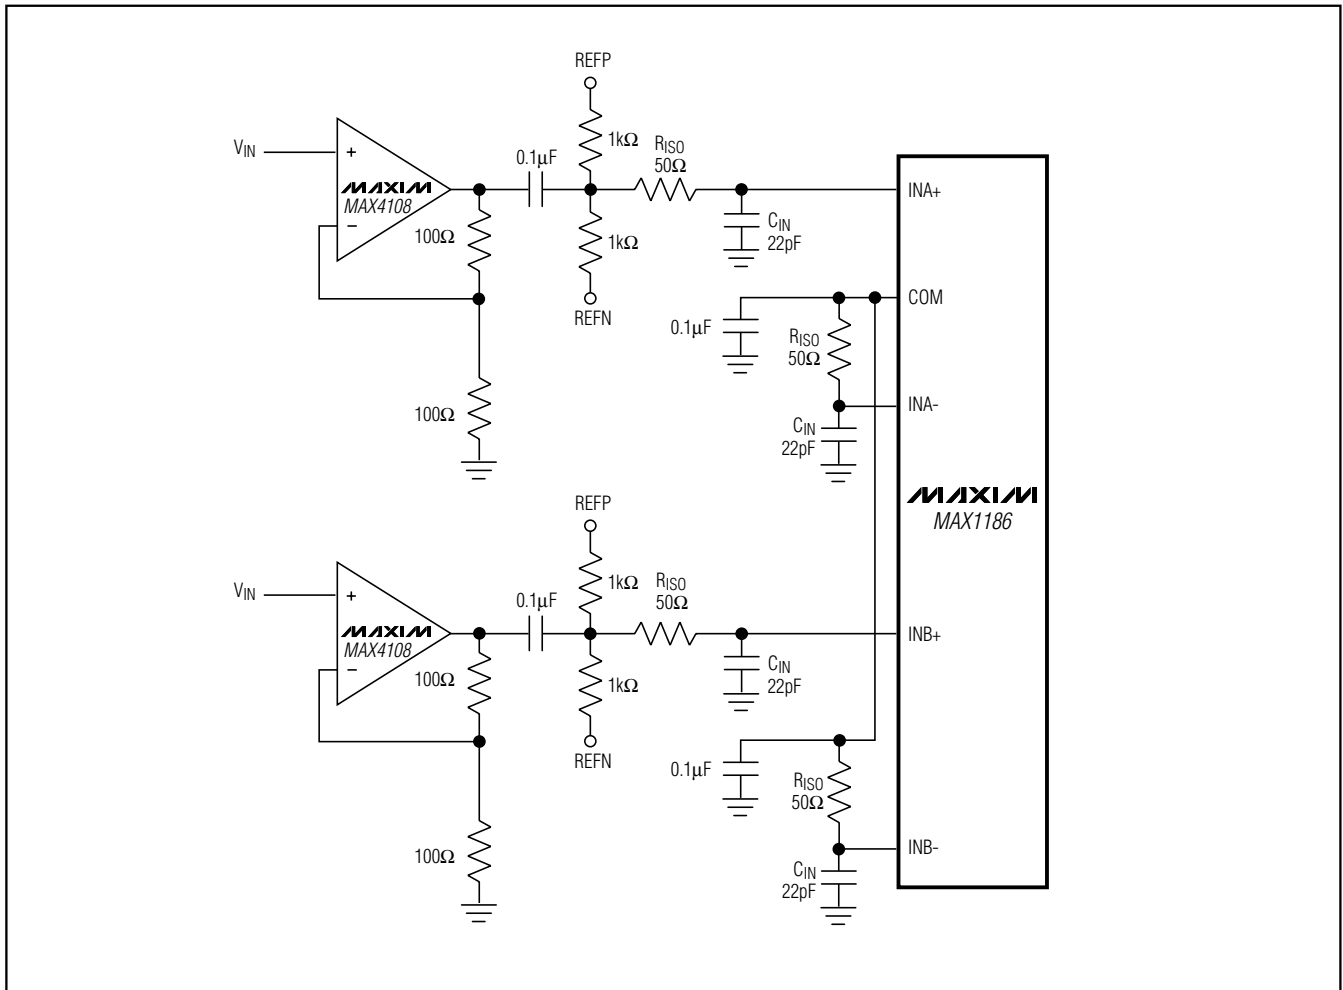 REFP
VIN
+
MAXIM
MAX4108
−
100Ω
100Ω
0.1µF
1kΩ
1kΩ
REFN
RISO
50Ω
CIN
22pF
INA+
COM
0.1µF
RISO
50Ω
INA-
CIN
22pF
MAXIM
MAX1186
REFP
VIN
+
MAXIM
MAX4108
−
100Ω
100Ω
0.1µF
1kΩ
1kΩ
REFN
RISO
50Ω
CIN
22pF
INB+
0.1µF
RISO
50Ω
INB-
CIN
22pF